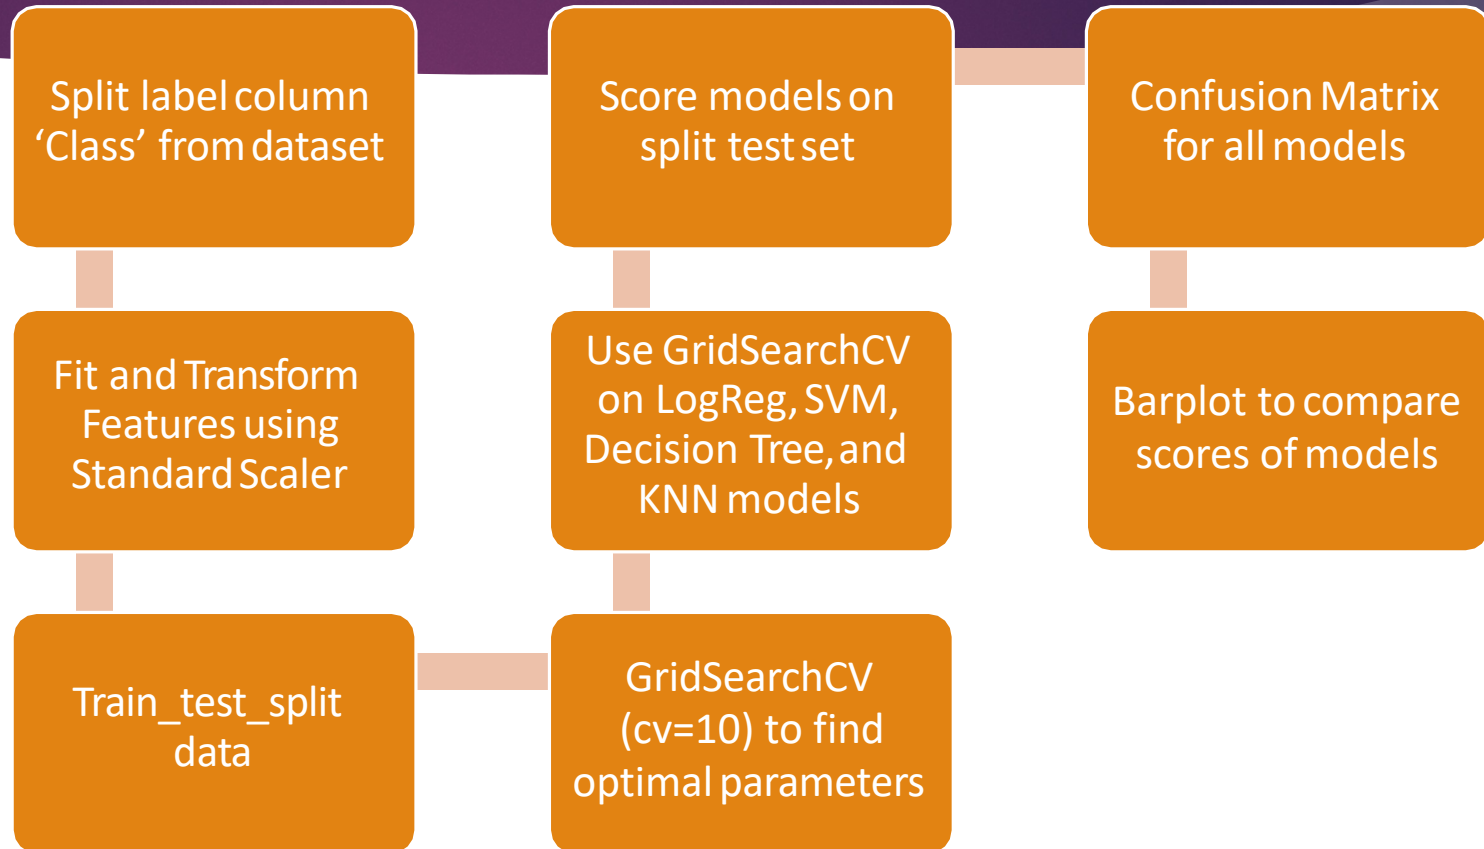 Split label column
‘Class’ from dataset
Fit and Transform
Features using
Standard Scaler
Train_test_split
data
GridSearchCV
(cv=10) to find
optimal parameters
Use GridSearchCV
on LogReg, SVM,
Decision Tree, and
KNN models
Score models on
split test set
Confusion Matrix
for all models
Barplot to compare
scores of models